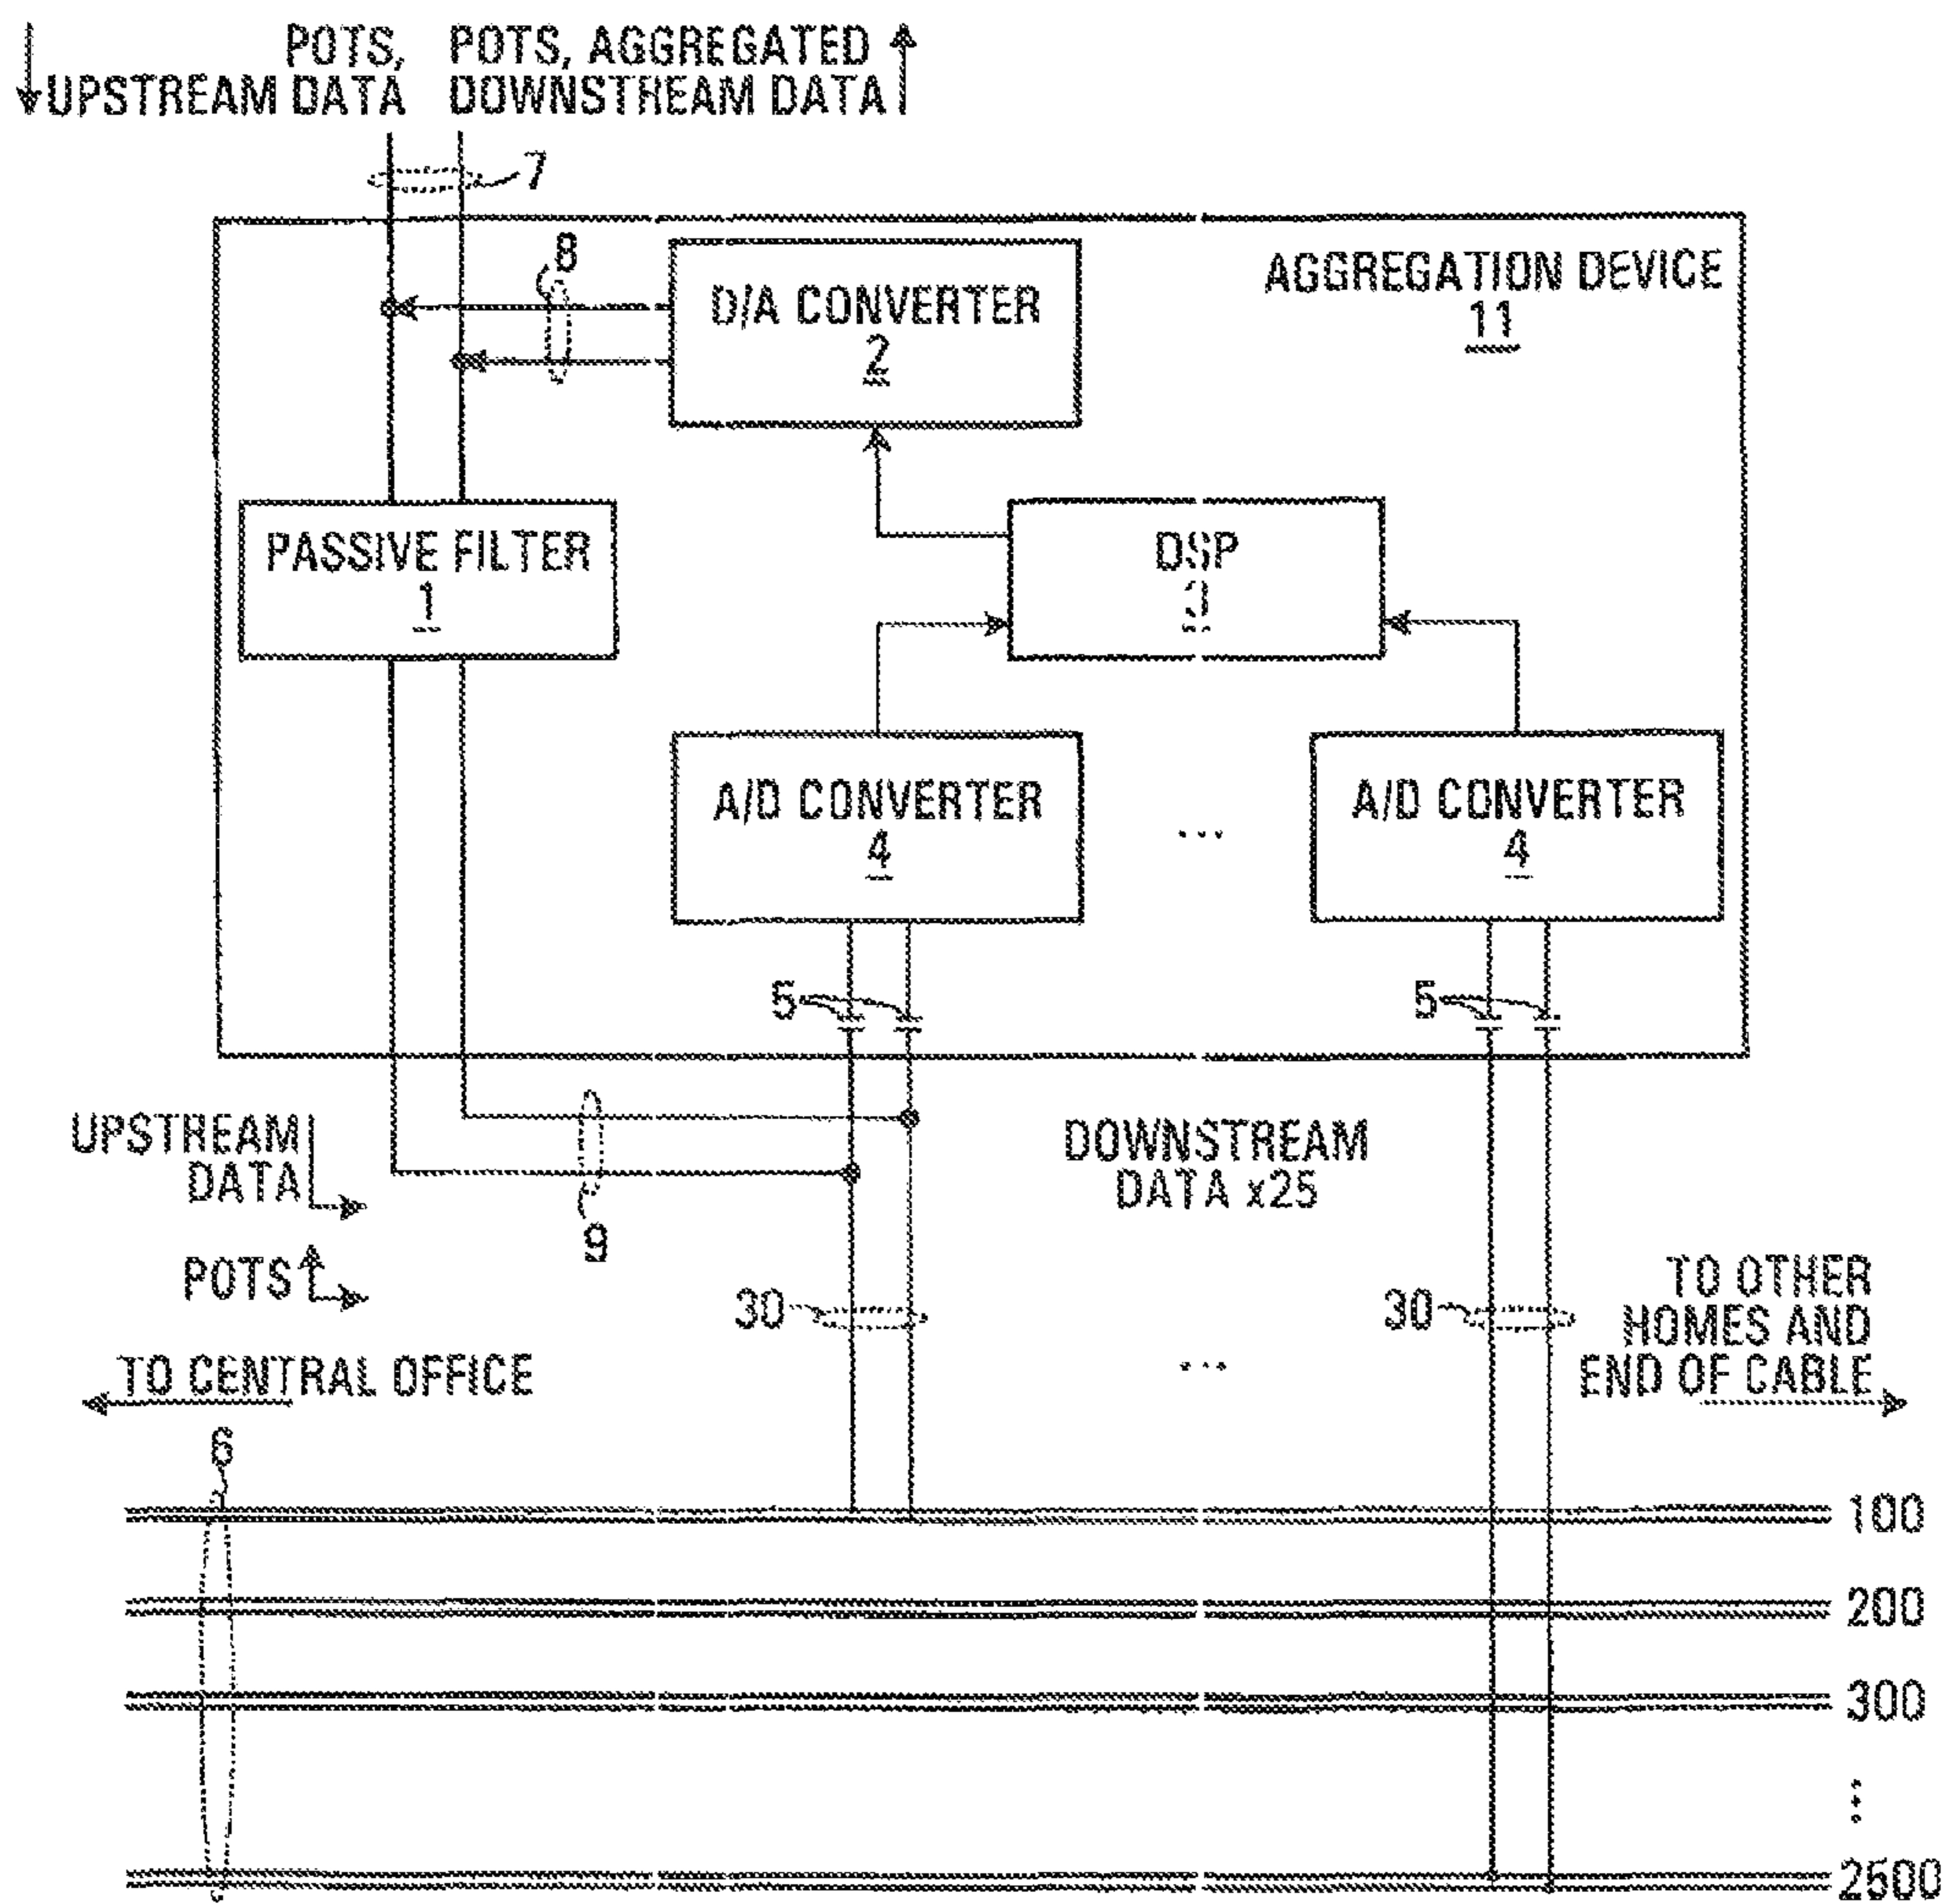 POTS,
UPSTREAM DATA
POTS, AGGREGATED
DOWNSTREAM DATA
7
8
D/A CONVERTER
2
AGGREGATION DEVICE
11
PASSIVE FILTER
1
DSP
3
A/D CONVERTER
4
...
A/D CONVERTER
4
5
5
UPSTREAM
DATA
9
DOWNSTREAM
DATA x25
POTS
30
30
TO OTHER
HOMES AND
END OF CABLE
...
TO CENTRAL OFFICE
6
100
200
300
2500